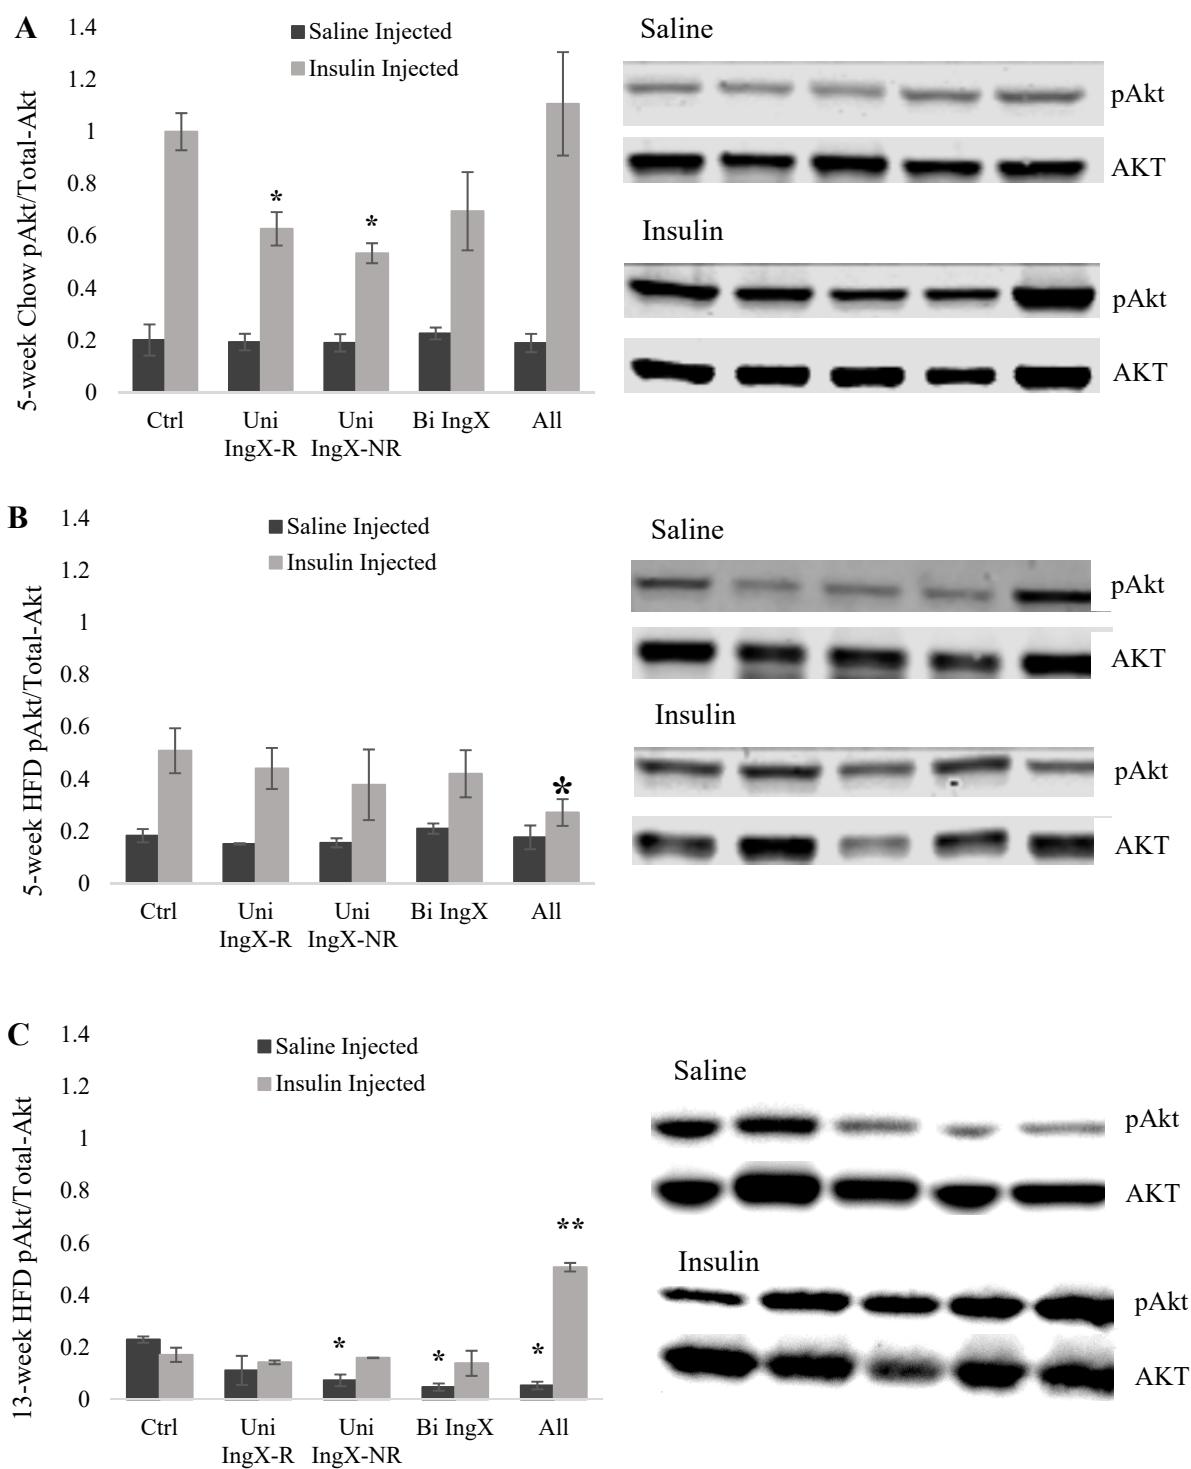 A
5-week Chow pAkt/Total-Akt
1.4
1.2
1
0.8
0.6
0.4
0.2
0
Saline Injected
Insulin Injected
*
*
Ctrl
Uni
IngX-R
Uni
IngX-NR
Bi IngX
All
Saline
pAkt
AKT
Insulin
pAkt
AKT
B
5-week HFD pAkt/Total-Akt
1.4
1.2
1
0.8
0.6
0.4
0.2
0
Saline Injected
Insulin Injected
*
Ctrl
Uni
IngX-R
Uni
IngX-NR
Bi IngX
All
Saline
pAkt
AKT
Insulin
pAkt
AKT
C
13-week HFD pAkt/Total-Akt
1.4
1.2
1
0.8
0.6
0.4
0.2
0
Saline Injected
Insulin Injected
*
*
*
**
Ctrl
Uni
IngX-R
Uni
IngX-NR
Bi IngX
All
Saline
pAkt
AKT
Insulin
pAkt
AKT